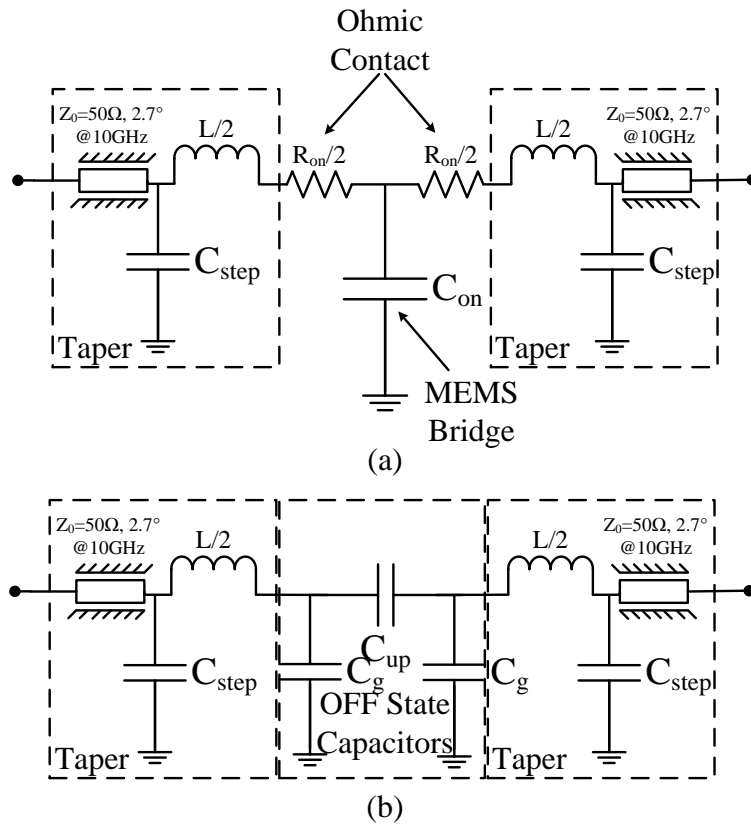 Ohmic
Contact
Z0=50Ω, 2.7°
@10GHz
L/2
Ron/2
Ron/2
L/2
Z0=50Ω, 2.7°
@10GHz
Cstep
Con
Cstep
Taper
MEMS
Bridge
Taper
(a)
Z0=50Ω, 2.7°
@10GHz
L/2
L/2
Z0=50Ω, 2.7°
@10GHz
Cup
Cstep
Cg
Cg
Cstep
OFF State
Capacitors
Taper
Taper
(b)